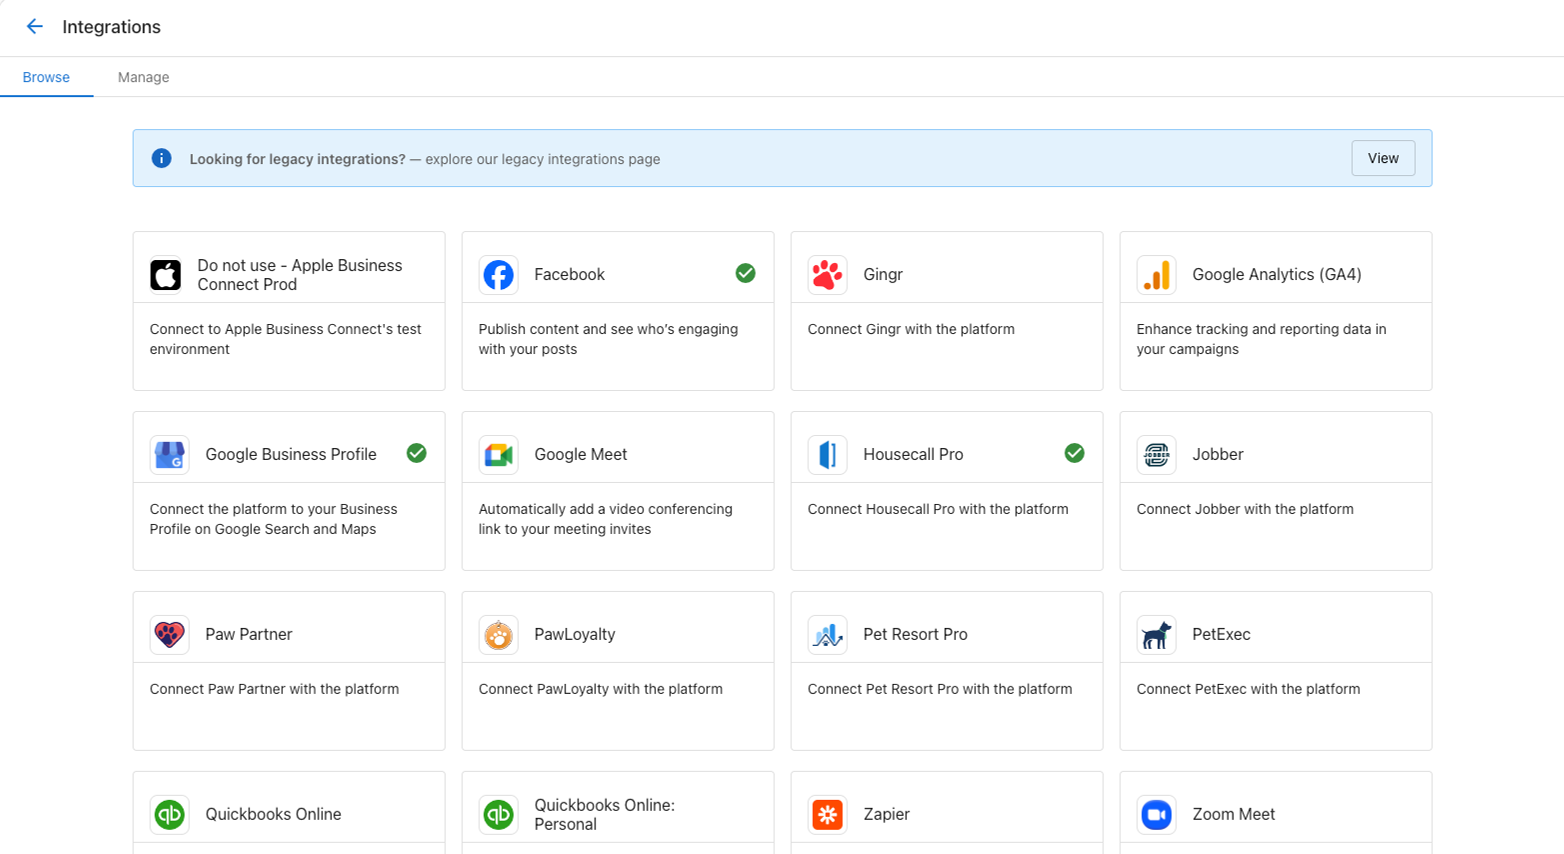 Integrations
Browse
Manage
Looking for legacy integrations? — explore our legacy integrations page
View
Do not use - Apple Business
Connect Prod
Connect to Apple Business Connect's test
environment
Facebook
Publish content and see who's engaging
with your posts
Gingr
Connect Gingr with the platform
Google Analytics (GA4)
Enhance tracking and reporting data in
your campaigns
Google Business Profile
Connect the platform to your Business
Profile on Google Search and Maps
Google Meet
Automatically add a video conferencing
link to your meeting invites
Housecall Pro
Connect Housecall Pro with the platform
JOBBER
Jobber
Connect Jobber with the platform
Paw Partner
Connect Paw Partner with the platform
PawLoyalty
Connect PawLoyalty with the platform
Pet Resort Pro
Connect Pet Resort Pro with the platform
PetExec
Connect PetExec with the platform
qb
Quickbooks Online
qb
Quickbooks Online:
Personal
Zapier
Zoom Meet